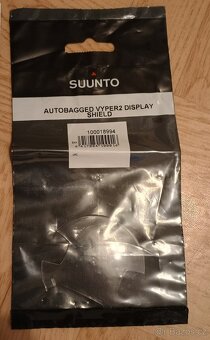 SUUNTO
AUTOBAGGED VYPER2 DISPLAY
SHIELD
100018994